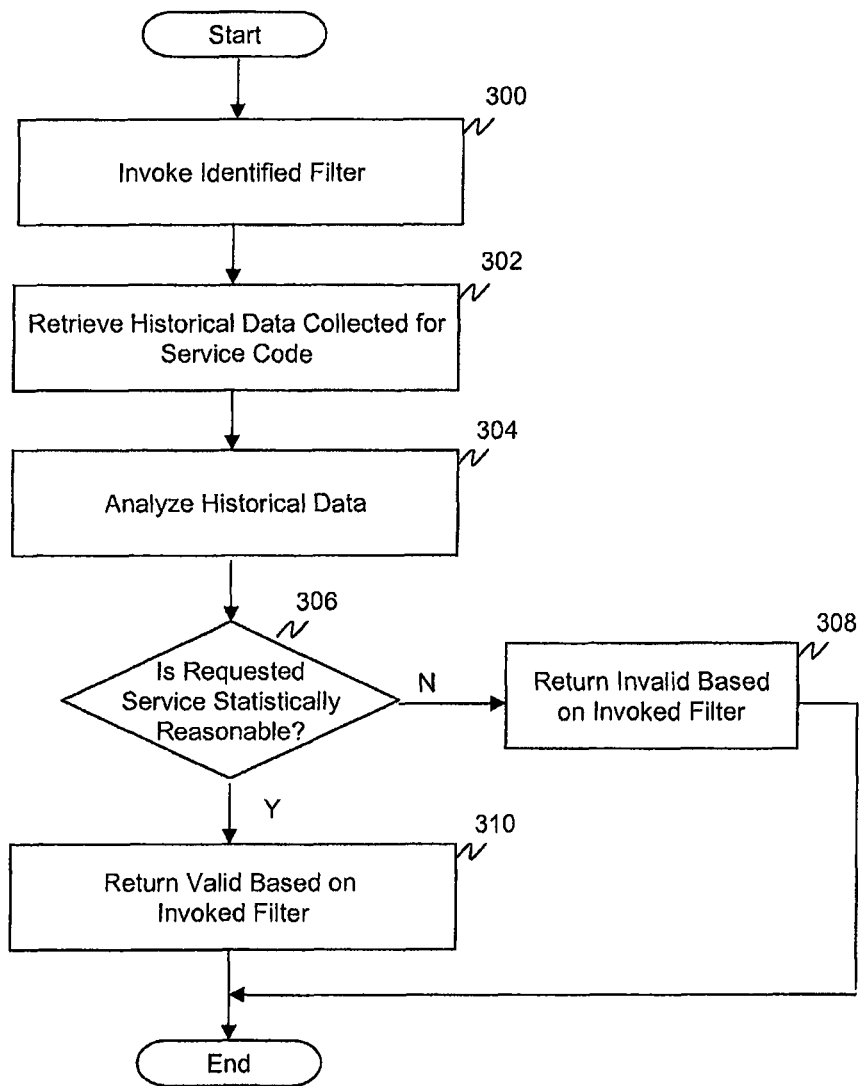 Start
300
Invoke Identified Filter
302
Retrieve Historical Data Collected for
Service Code
304
Analyze Historical Data
306
Is Requested
Service Statistically
Reasonable?
N
308
Return Invalid Based
on Invoked Filter
Y
310
Return Valid Based on
Invoked Filter
End